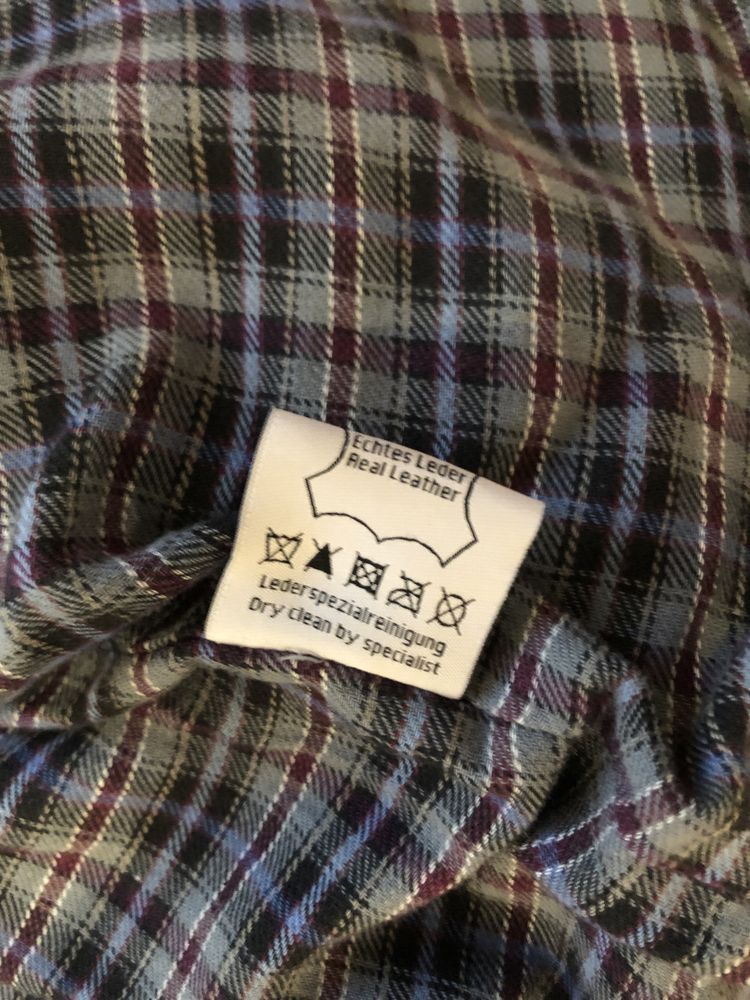 Echtes Leder
Real Leather
Lederspezialreinigung
Dry clean by specialist